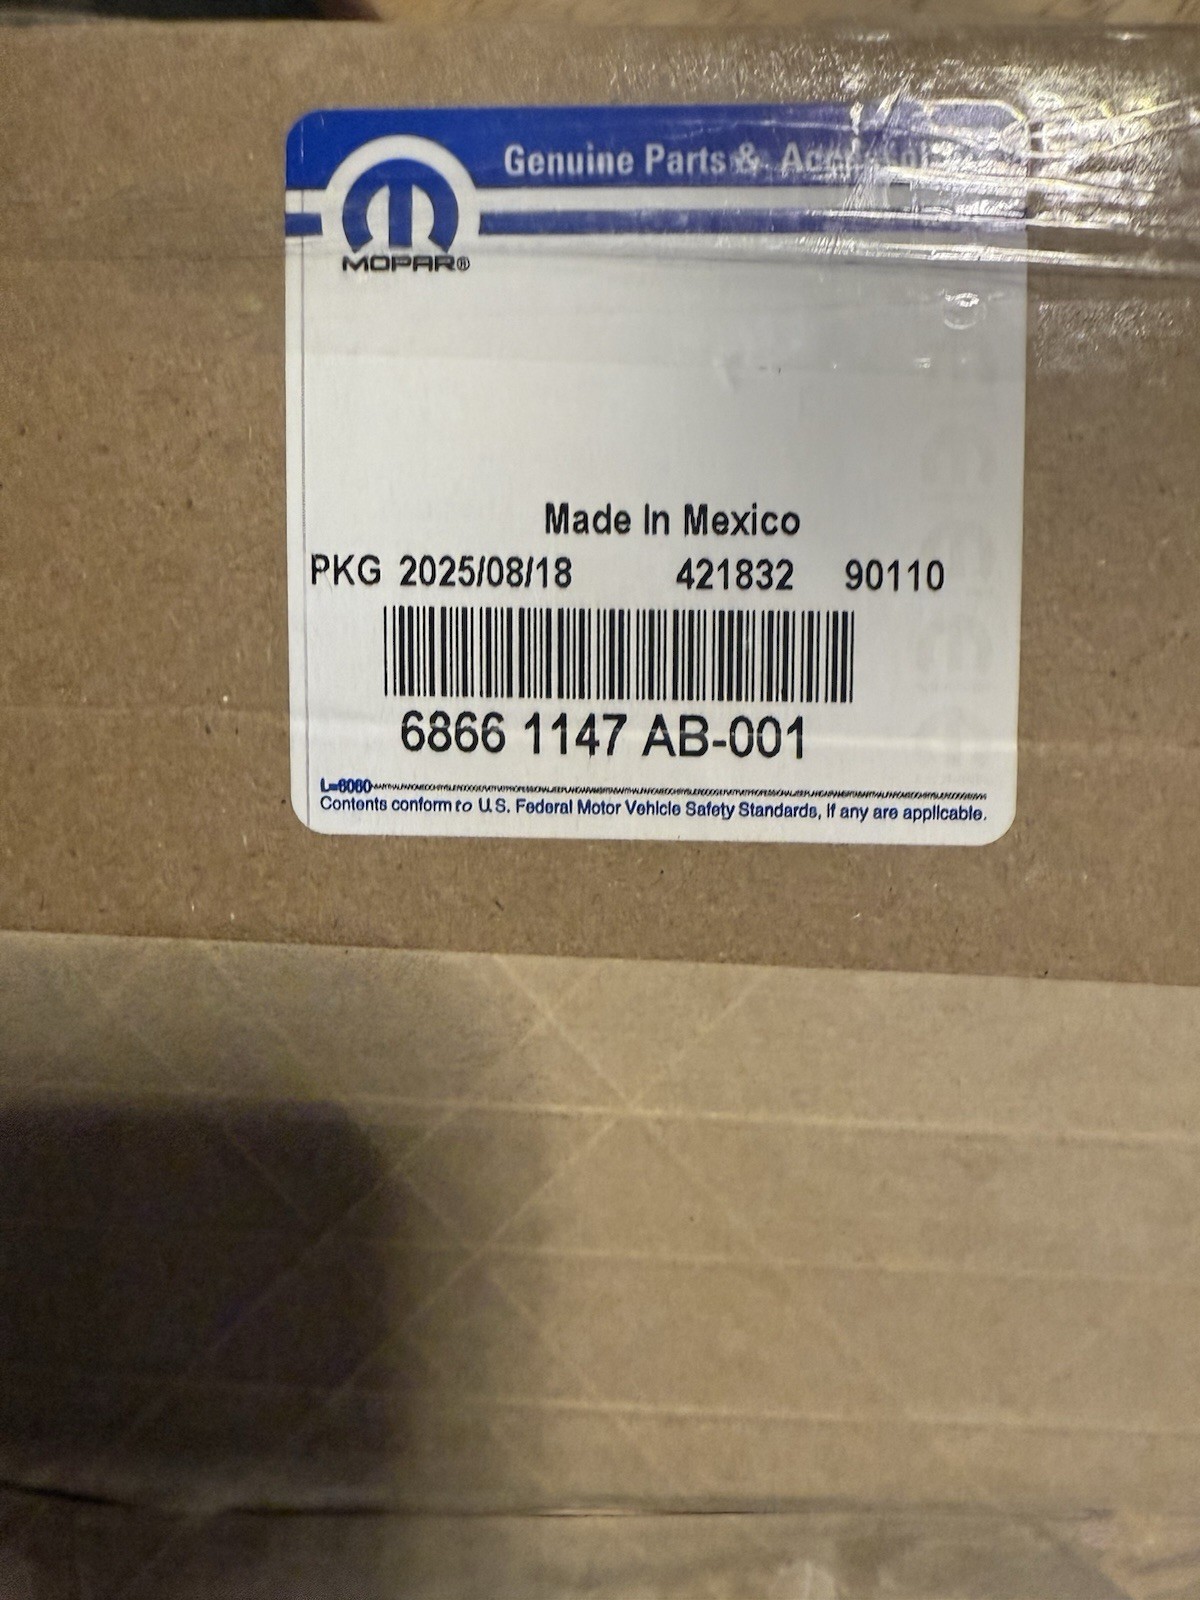 Genuine Parts &
MOPAR®
Made In Mexico
PKG 2025/08/18 421832 90110
6866 1147 AB-001
L-6060
Contents conform to U.S. Federal Motor Vehicle Safety Standards, if any are applicable.